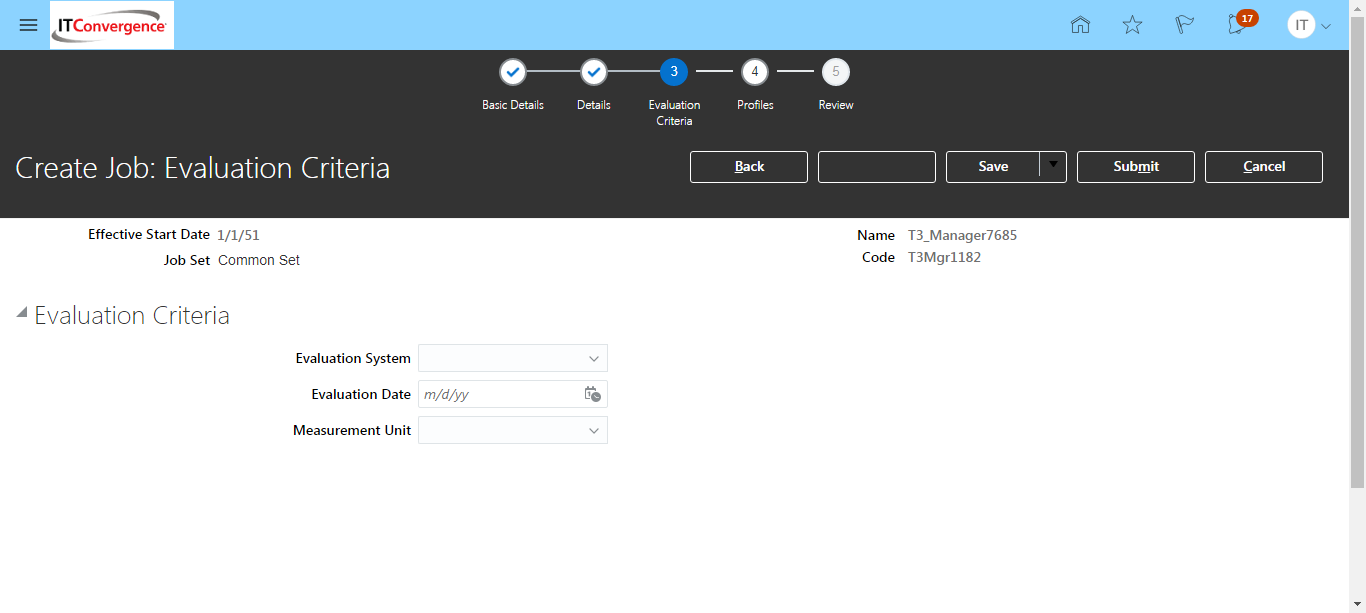 ITConvergence
17
IT
3
4
5
Basic Details
Details
Evaluation
Criteria
Profiles
Review
Create Job: Evaluation Criteria
Back
Save
Submit
Cancel
Effective Start Date 1/1/51
Job Set Common Set
Name T3_Manager7685
Code T3Mgr1182
Evaluation Criteria
Evaluation System
Evaluation Date m/d/yy
Measurement Unit